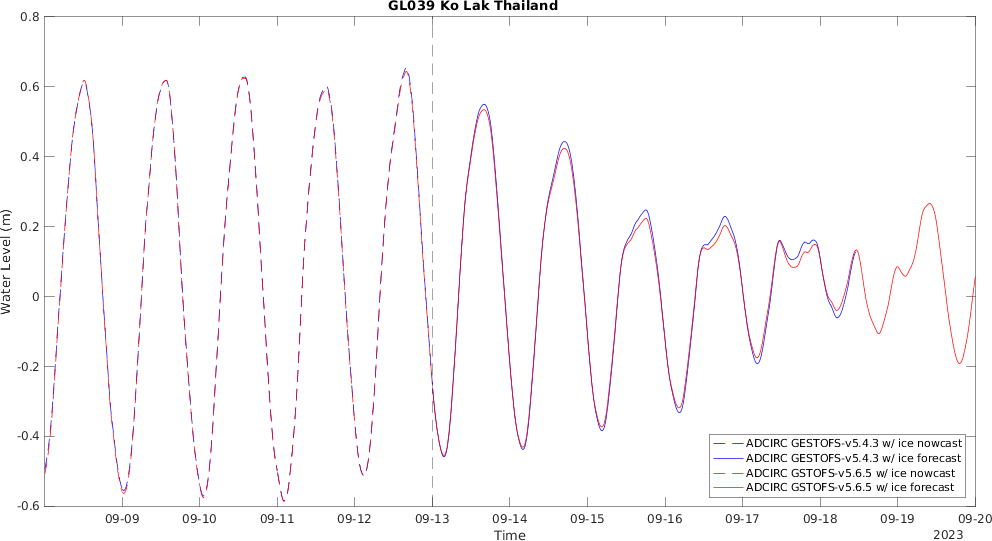 GL039 Ko Lak Thailand
0.8
0.6
0.4
0.2
0
-0.2
-0.4
-0.6
Water Level (m)
ADCIRC GESTOFS-v5.4.3 w/ ice nowcast
ADCIRC GESTOFS-v5.4.3 w/ ice forecast
ADCIRC GSTOFS-v5.6.5 w/ ice nowcast
ADCIRC GSTOFS-v5.6.5 w/ ice forecast
09-09 09-10 09-11 09-12 09-13 09-14 09-15 09-16 09-17 09-18 09-19 09-20
Time
2023